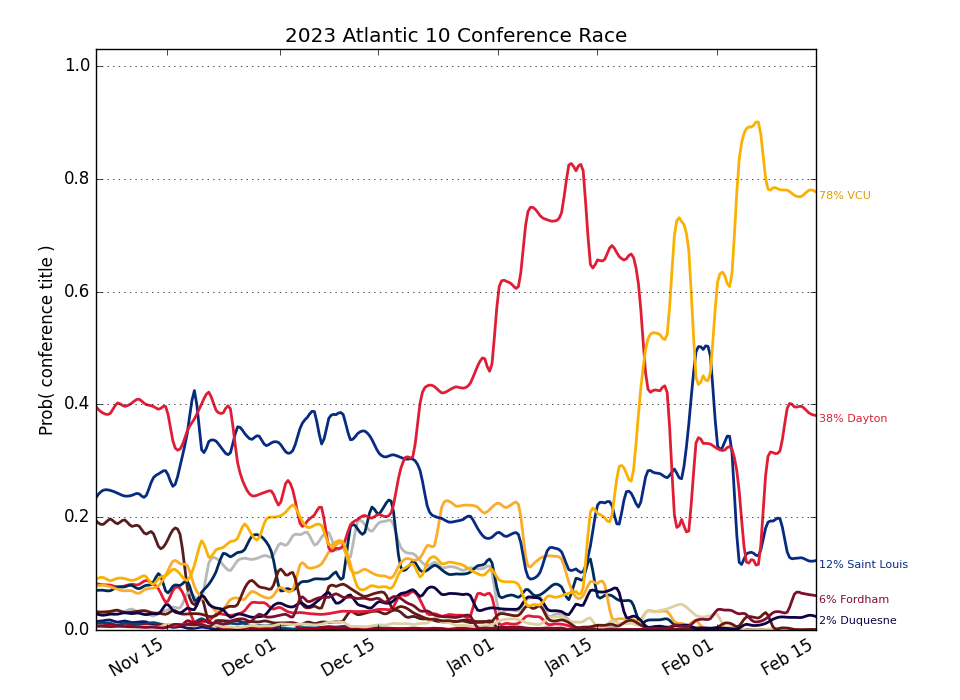 2023 Atlantic 10 Conference Race
1.0
0.8
0.6
0.4
0.2
0.0
Prob( conference title )
78% VCU
38% Dayton
12% Saint Louis
6% Fordham
2% Duquesne
Nov 15
Dec 01
Dec 15
Jan 01
Jan 15
Feb 01
Feb 15